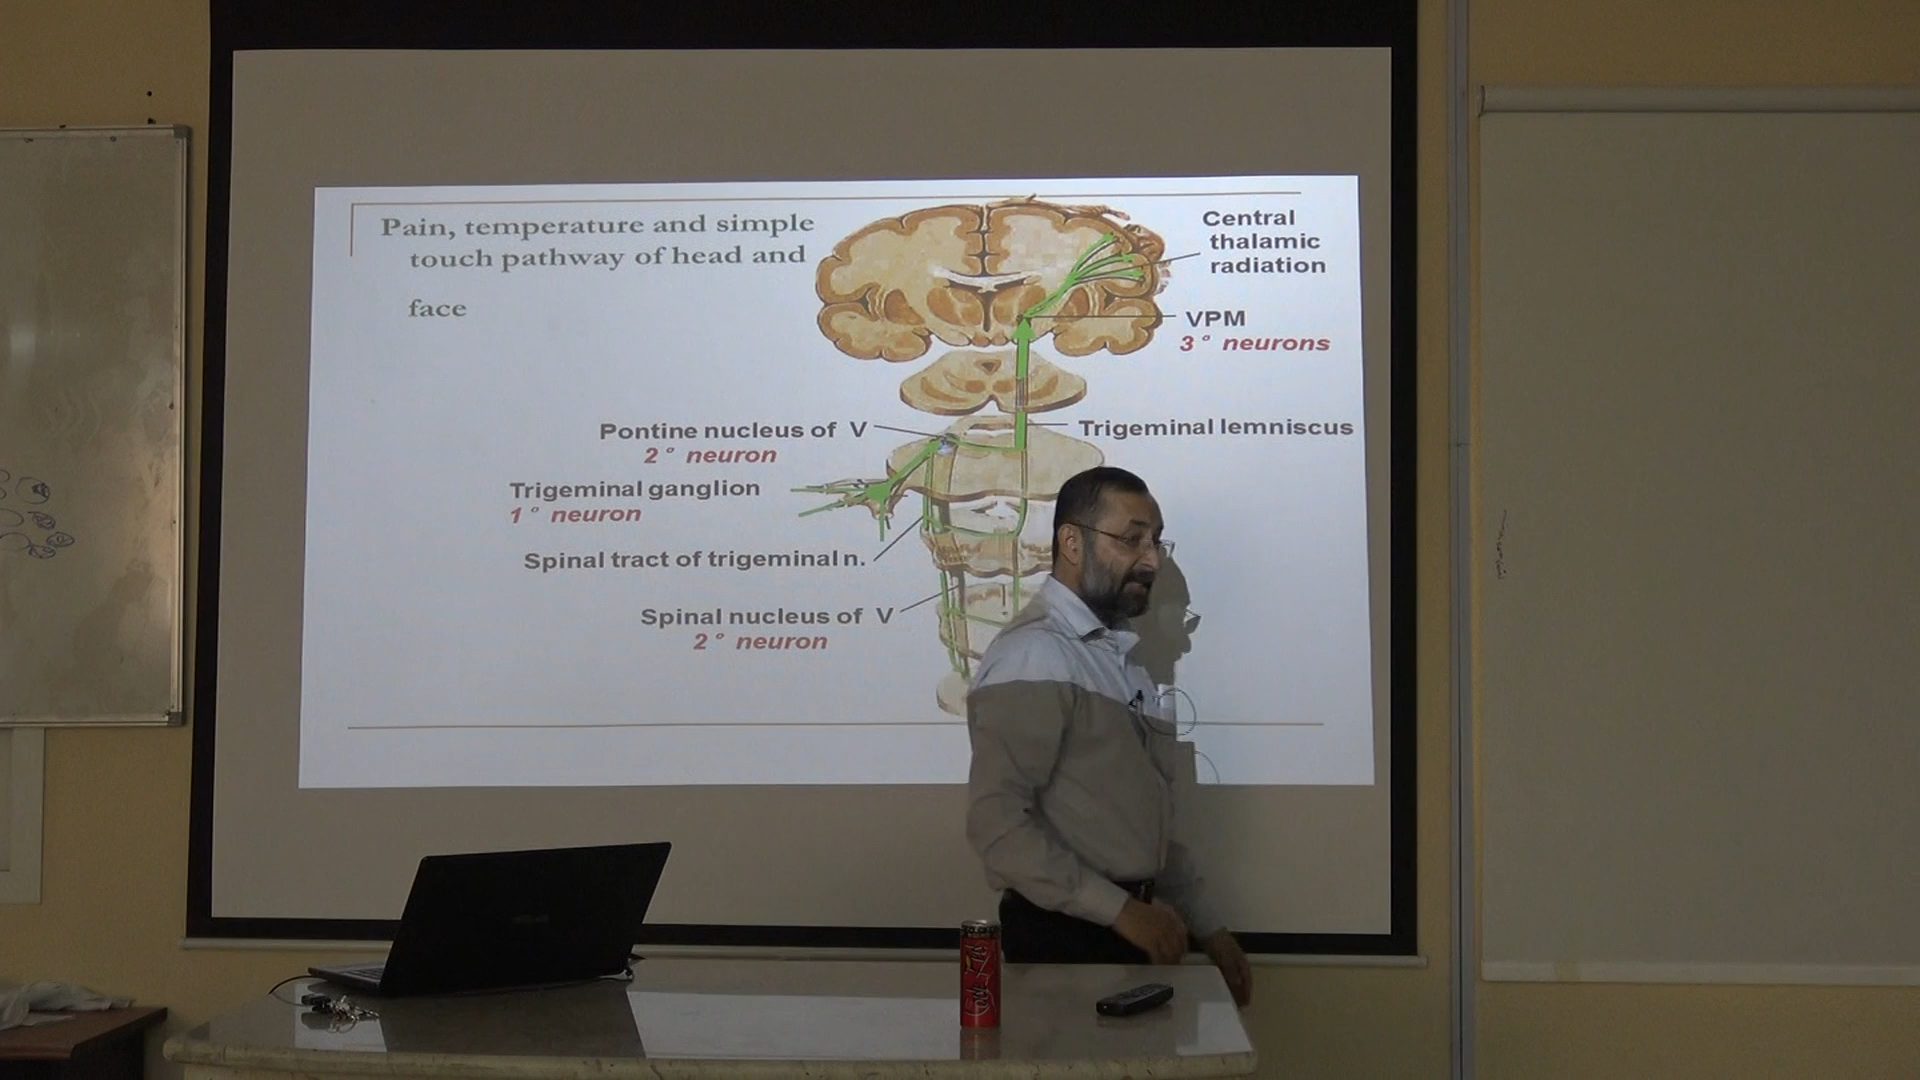 Pain, temperature and simple
touch pathway of head and
face
Central
thalamic
radiation
VPM
3° neurons
Pontine nucleus of V
2° neuron
Trigeminal lemniscus
Trigeminal ganglion
1° neuron
Spinal tract of trigeminal n.
Spinal nucleus of V
2° neuron